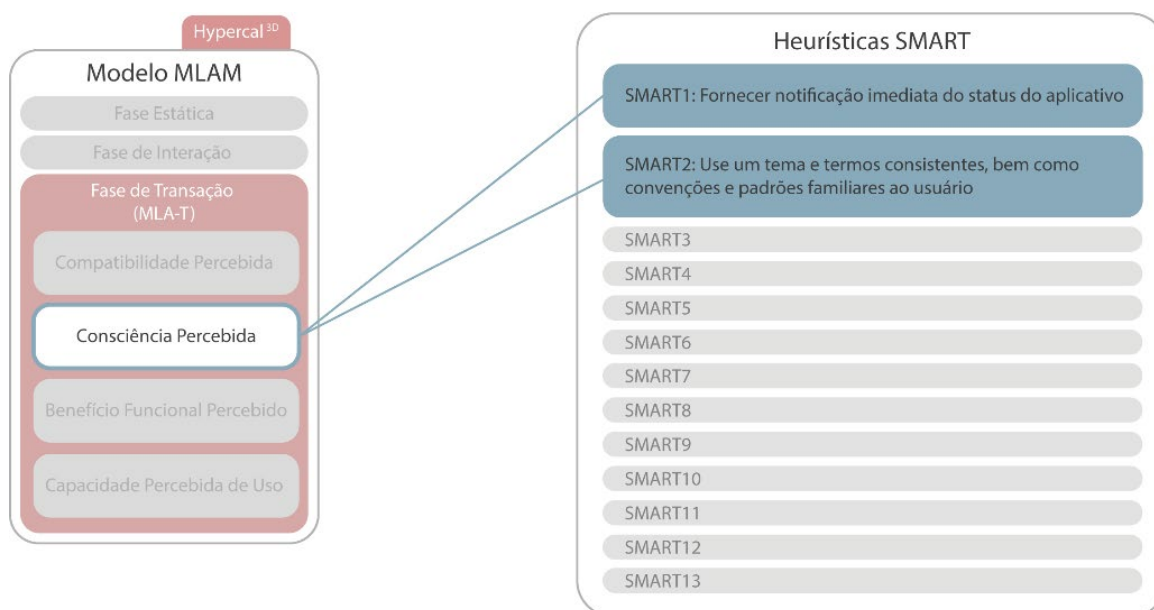 Hypercal 3D
Modelo MLAM
Fase Estática
Fase de Interação
Fase de Transação
(MLA-T)
Compatibilidade Percebida
Consciência Percebida
Benefício Funcional Percebido
Capacidade Percebida de Uso
Heurísticas SMART
SMART1: Fornecer notificação imediata do status do aplicativo
SMART2: Use um tema e termos consistentes, bem como
convenções e padrões familiares ao usuário
SMART3
SMART4
SMART5
SMART6
SMART7
SMART8
SMART9
SMART10
SMART11
SMART12
SMART13